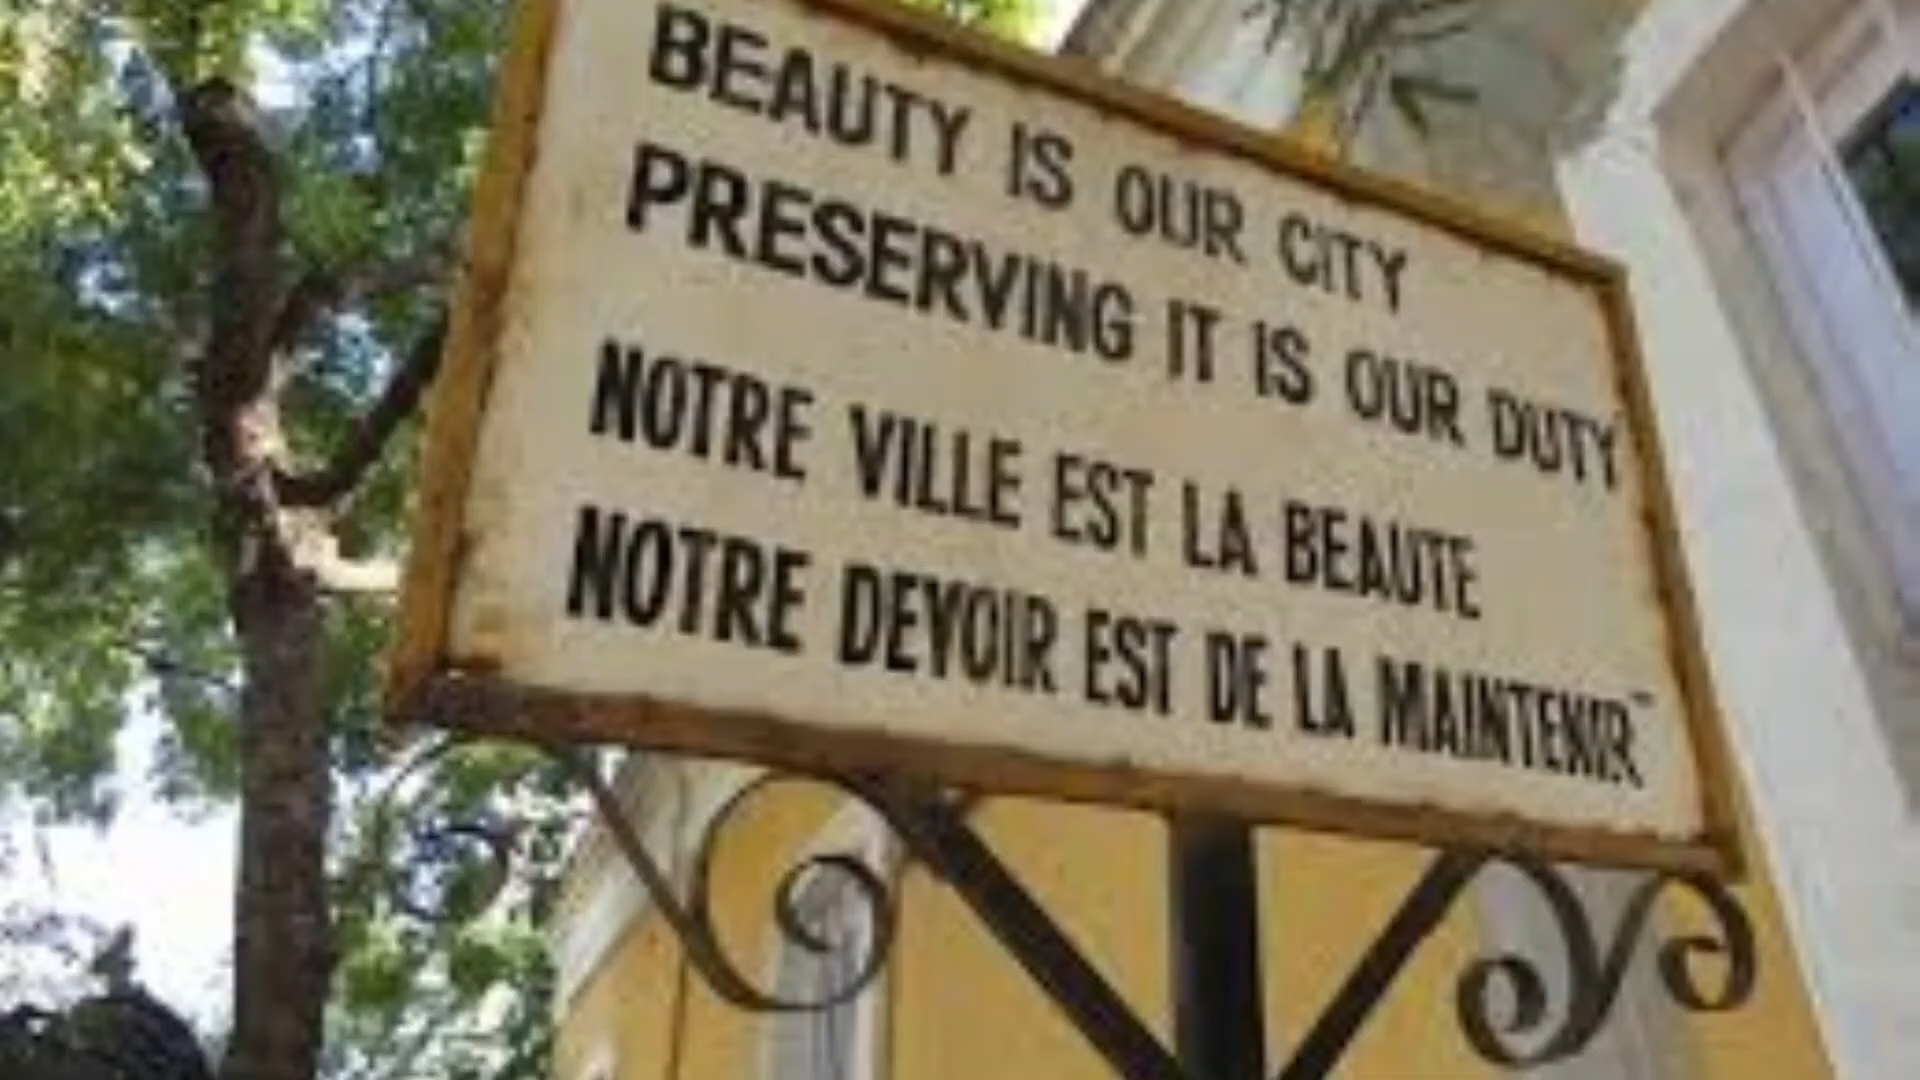 BEAUTY IS OUR CITY
PRESERVING IT IS OUR DUTY
NOTRE VILLE EST LA BEAUTE
NOTRE DEVOIR EST DE LA MAINTENIR